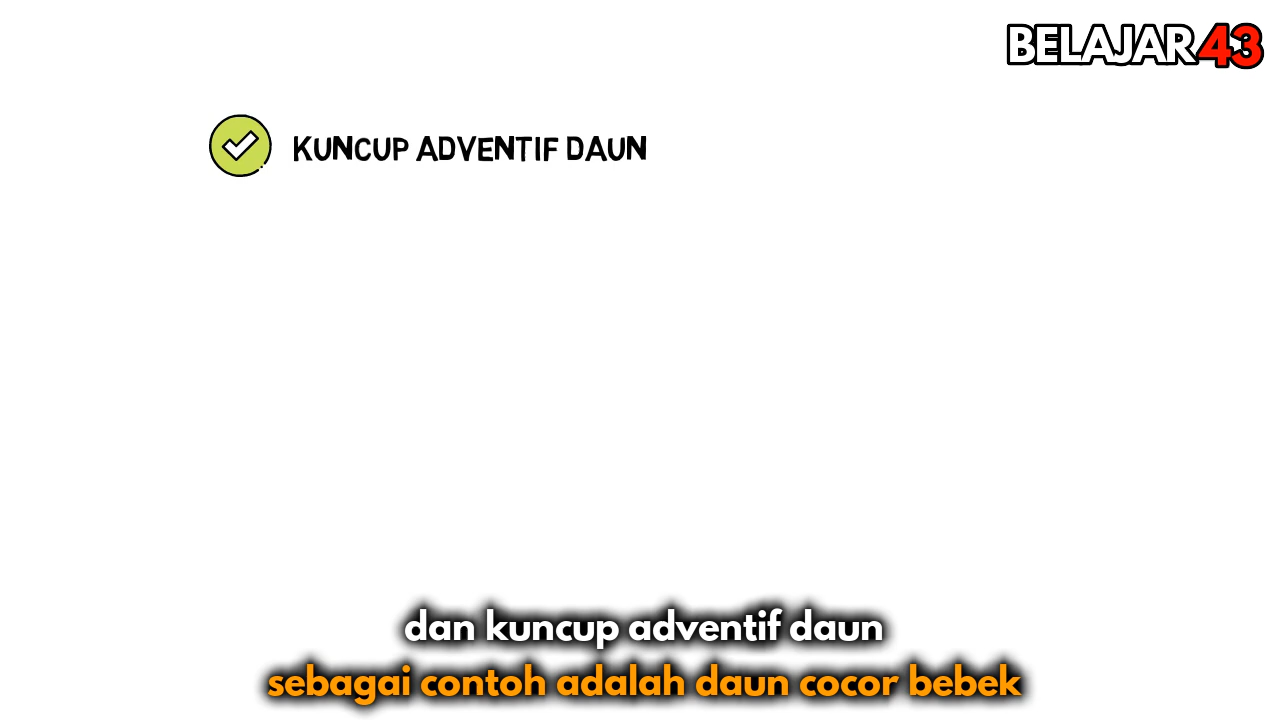 BELAJAR43
KUNCUP ADVENTIF DAUN
dan kuncup adventif daun
sebagai contoh adalah daun cocor bebek